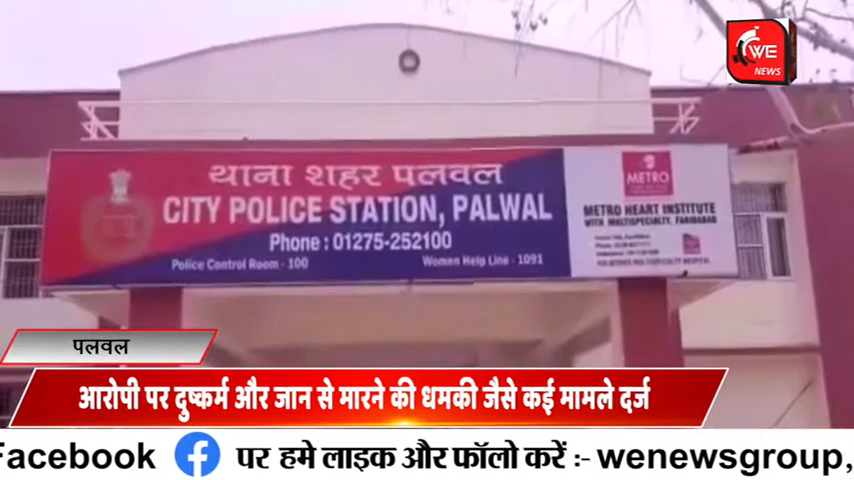 WE
NEWS
थाना शहर पलवल
CITY POLICE STATION, PALWAL
Phone : 01275-252100
Police Control Room - 100
Women Help Line - 1091
METRO
METRO HEART INSTITUTE
WITH MULTISPECIALTY, FARIDABAD
पलवल
आरोपी पर दुष्कर्म और जान से मारने की धमकी जैसे कई मामले दर्ज
Facebook पर हमे लाइक और फॉलो करें :- wenewsgroup,